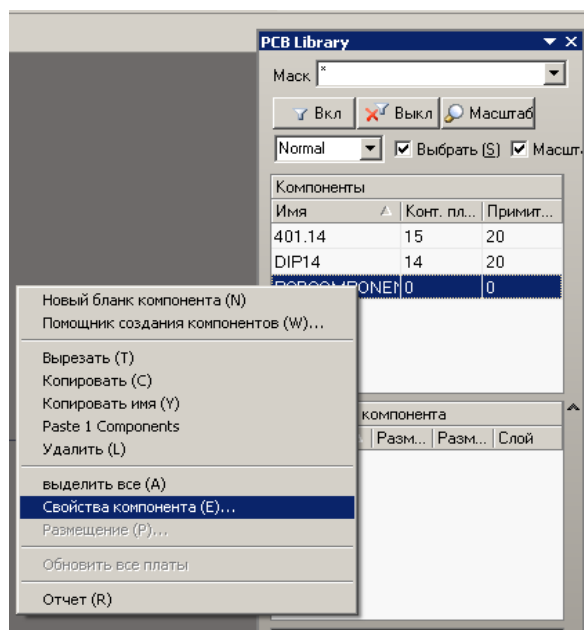 PCB Library
Маск *
Вкл Выкл Масштаб
Normal Выбрать (S) Масшт
Компоненты
Имя Конт. пл... Примит...
401.14 15 20
DIP14 14 20
0 0
Новый бланк компонента (N)
Помощник создания компонентов (W)...
Вырезать (T)
Копировать (C)
Копировать имя (Y)
Paste 1 Components
Удалить (L)
выделить все (A)
Свойства компонента (E)...
Размещение (P)...
Обновить все платы
Отчет (R)
компонента
Разм... Разм... Слой